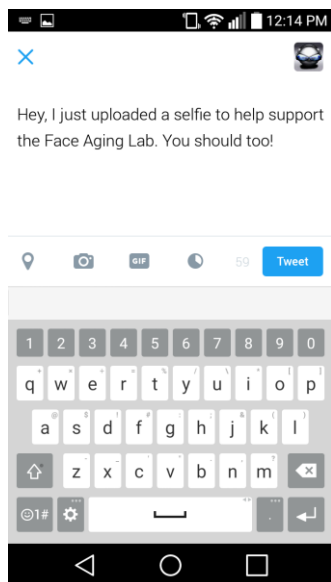 12:14 PM
Hey, I just uploaded a selfie to help support
the Face Aging Lab. You should too!
GIF
59
Tweet
1 2 3 4 5 6 7 8 9 0
q w e r t y u i o p
a s d f g h j k l
z x c v b n m
1#